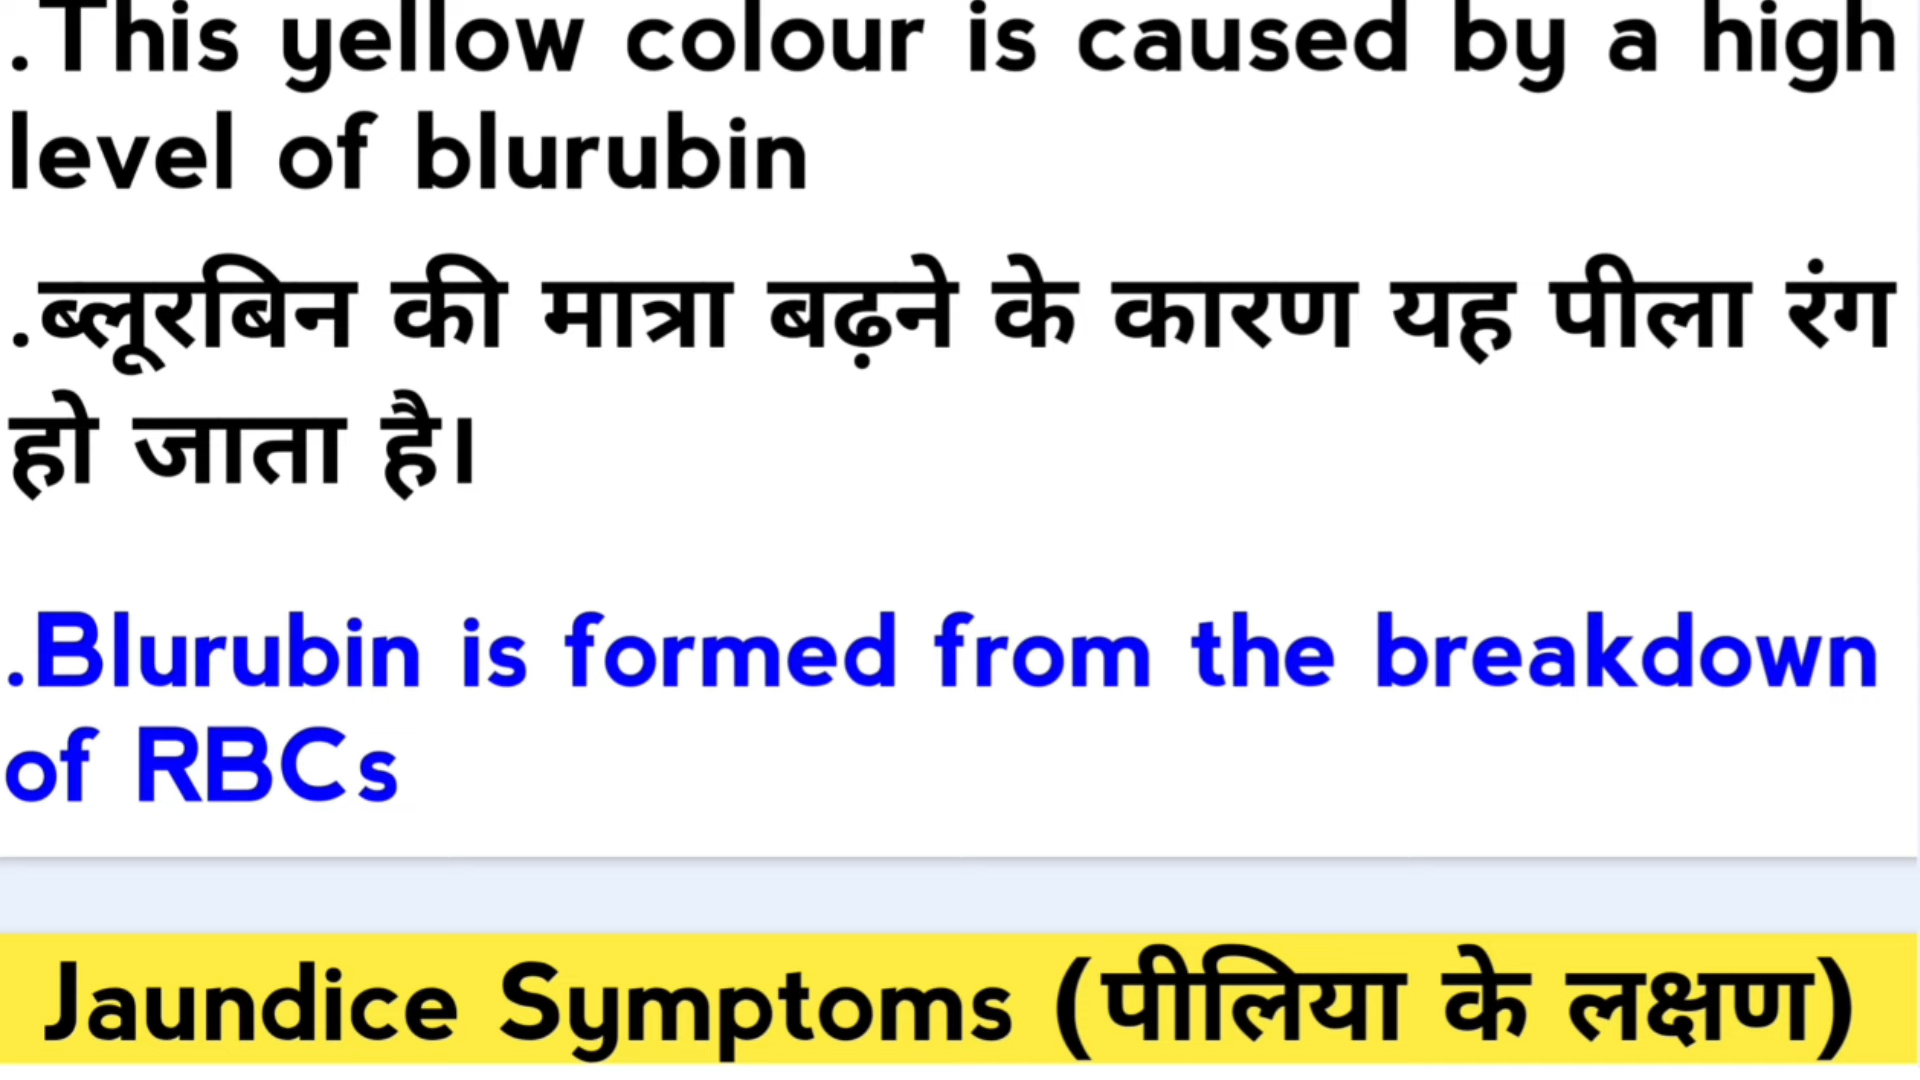 .This yellow colour is caused by a high
level of blurubin
.ब्लूरबिन की मात्रा बढ़ने के कारण यह पीला रंग
हो जाता है।
.Blurubin is formed from the breakdown
of RBCs
Jaundice Symptoms (पीलिया के लक्षण)